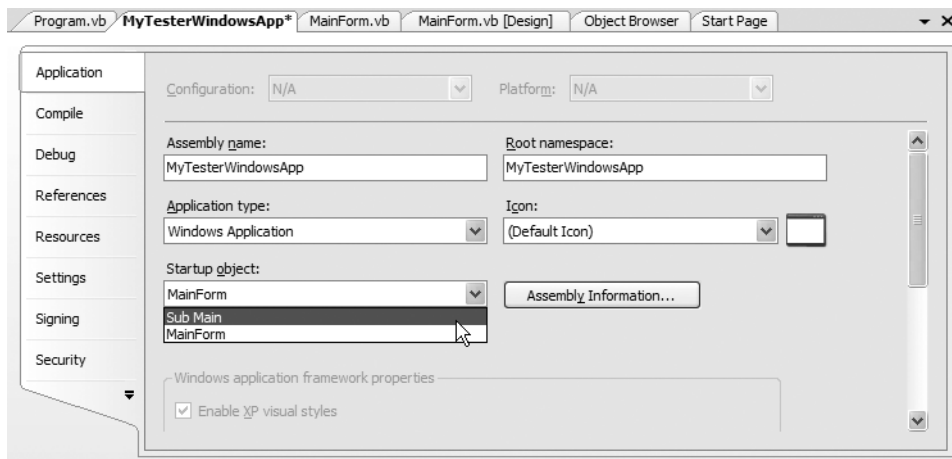 Program.vb MyTesterWindowsApp* MainForm.vb MainForm.vb [Design] Object Browser Start Page
Application
Compile
Debug
References
Resources
Settings
Signing
Security
Configuration: N/A Platform: N/A
Assembly name: Root namespace:
MyTesterWindowsApp MyTesterWindowsApp
Application type: Icon:
Windows Application (Default Icon)
Startup object:
MainForm Assembly Information...
Sub Main
MainForm
Windows application framework properties
Enable XP visual styles